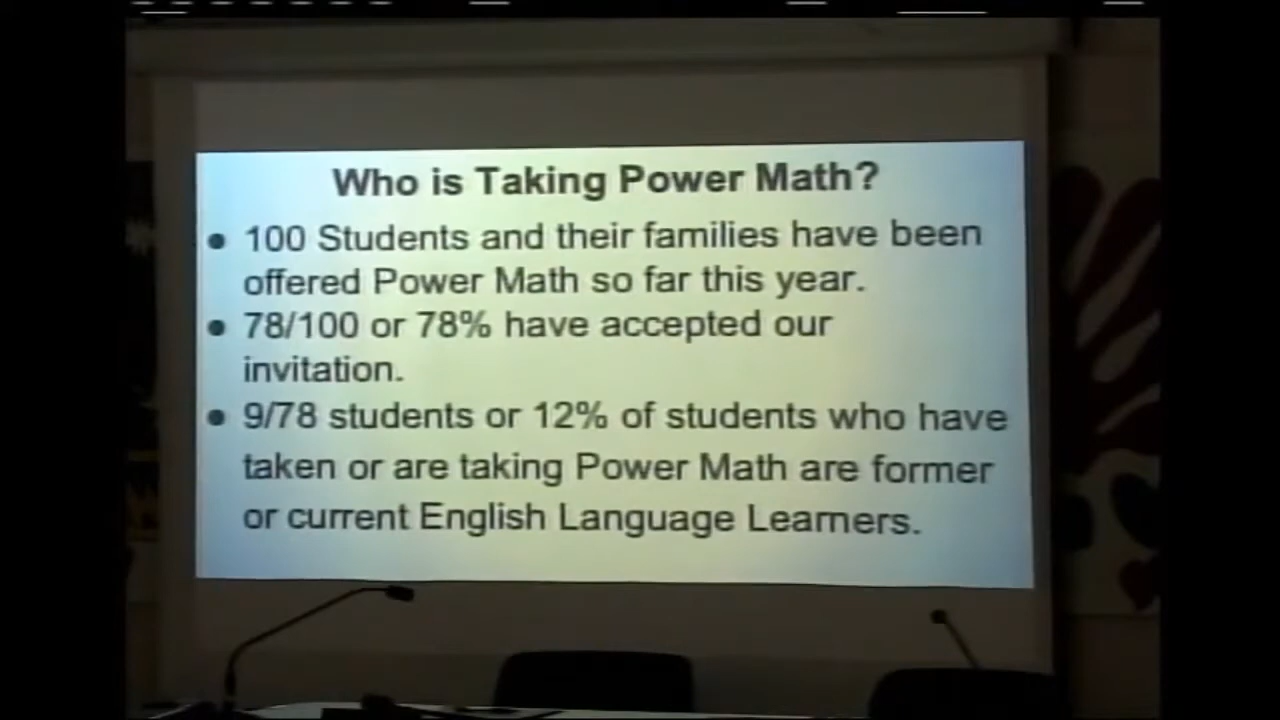 Who is Taking Power Math?
• 100 Students and their families have been
offered Power Math so far this year.
• 78/100 or 78% have accepted our
invitation.
• 9/78 students or 12% of students who have
taken or are taking Power Math are former
or current English Language Learners.